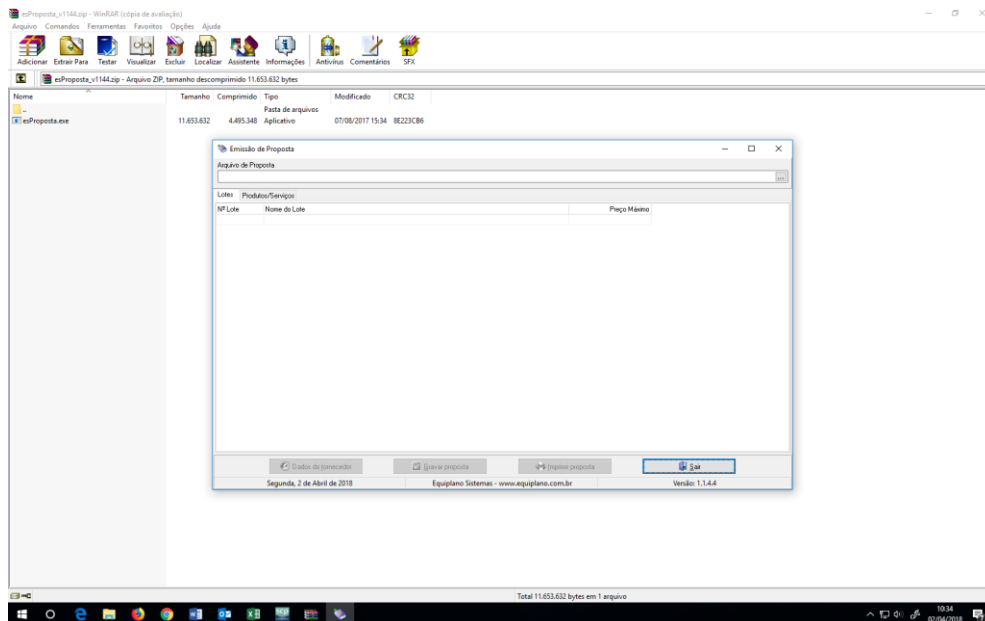 esProposta_v1144.zip - WinRAR (cópia de avaliação)
Arquivo Comandos Ferramentas Favoritos Opções Ajuda
Adicionar Extrair Para Testar Visualizar Excluir Localizar Assistente Informações Antivírus Comentários SFX
esProposta_v1144.zip - Arquivo ZIP, tamanho descomprimido 11.653.632 bytes
Nome Tamanho Comprimido Tipo Modificado CRC32
.. Pasta de arquivos
esProposta.exe 11.653.632 4.495.348 Aplicativo 07/08/2017 15:34 8E223CB6
Emissão de Proposta
Arquivo de Proposta
...
Lotes Produtos/Serviços
Nº Lote Nome do Lote Preço Máximo
Dados do fornecedor Gravar proposta Imprimir proposta Sair
Segunda, 2 de Abril de 2018 Equiplano Sistemas - www.equiplano.com.br Versão: 1.1.4.4
Total 11.653.632 bytes em 1 arquivo
10:34
02/04/2018